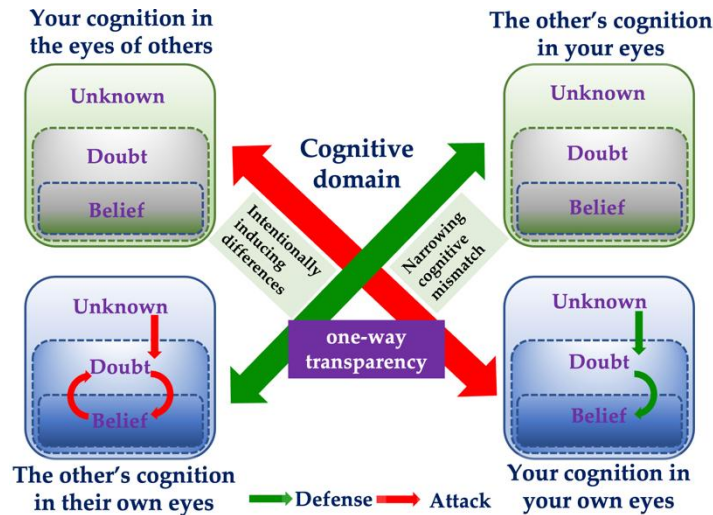 Your cognition in
the eyes of others
Unknown
Doubt
Belief
The other's cognition
in your eyes
Unknown
Doubt
Belief
Cognitive
domain
Intentionally
inducing
differences
Narrowing
cognitive
mismatch
one-way
transparency
Unknown
Doubt
Belief
The other's cognition
in their own eyes
Unknown
Doubt
Belief
Your cognition in
your own eyes
Defense
Attack